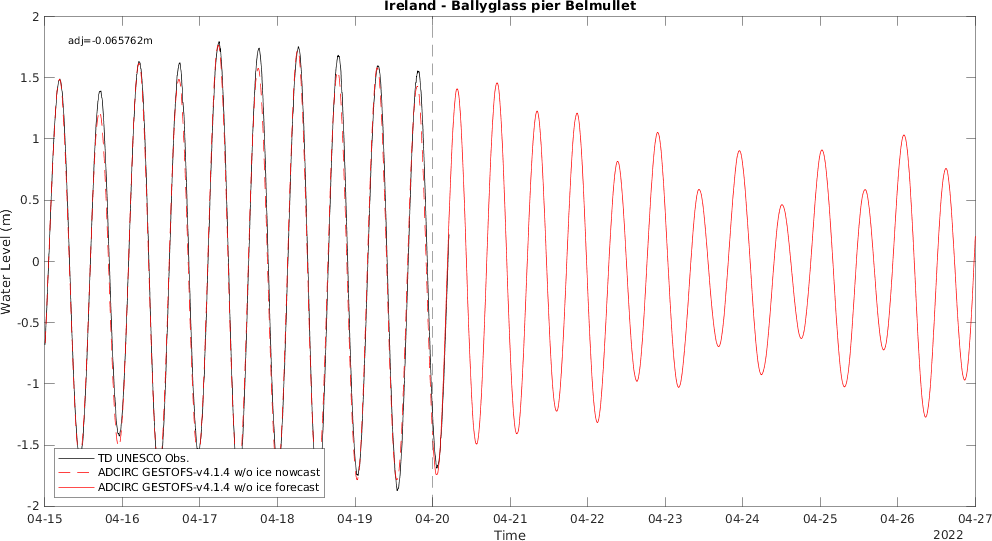 Ireland - Ballyglass pier Belmullet
adj=-0.065762m
2
1.5
1
0.5
0
-0.5
-1
-1.5
-2
Water Level (m)
TD UNESCO Obs.
ADCIRC GESTOFS-v4.1.4 w/o ice nowcast
ADCIRC GESTOFS-v4.1.4 w/o ice forecast
04-15 04-16 04-17 04-18 04-19 04-20 04-21 04-22 04-23 04-24 04-25 04-26 04-27
Time
2022